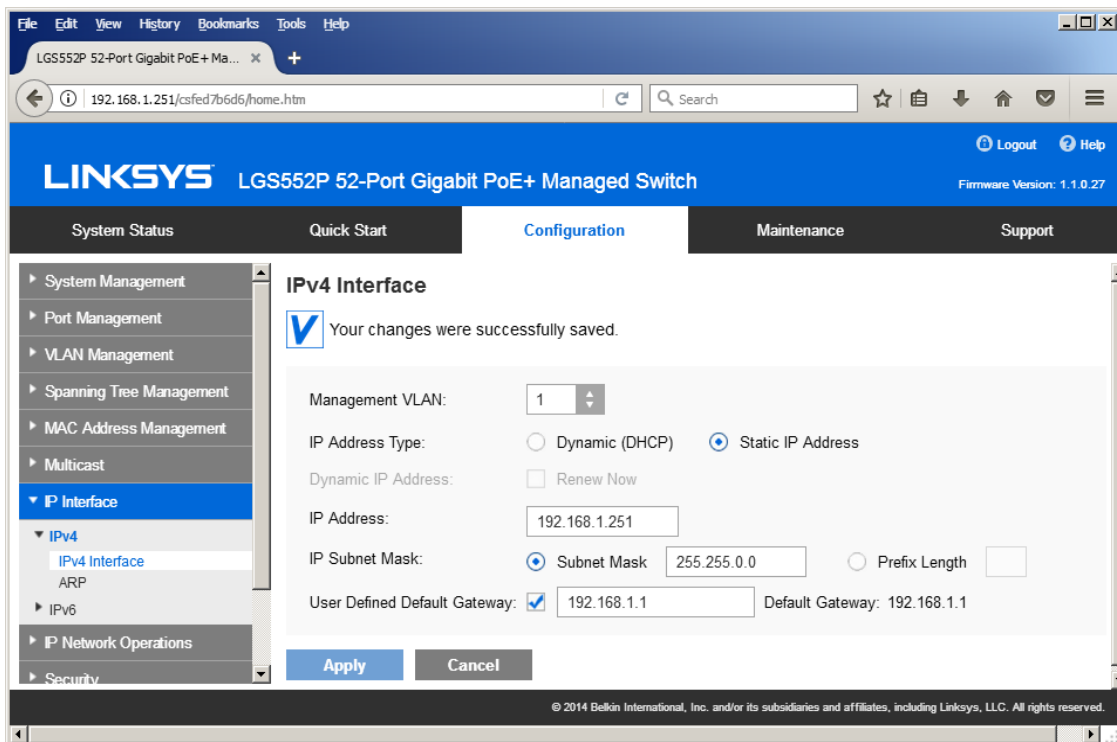 File Edit View History Bookmarks Tools Help
LGS552P 52-Port Gigabit PoE+ Ma...
192.168.1.251/csfed7b6d6/home.htm
Search
Logout Help
LINKSYS LGS552P 52-Port Gigabit PoE+ Managed Switch
Firmware Version: 1.1.0.27
System Status Quick Start Configuration Maintenance Support
System Management
Port Management
VLAN Management
Spanning Tree Management
MAC Address Management
Multicast
IP Interface
IPv4
IPv4 Interface
ARP
IPv6
IP Network Operations
Security
IPv4 Interface
Your changes were successfully saved.
Management VLAN: 1
IP Address Type: Dynamic (DHCP) Static IP Address
Dynamic IP Address: Renew Now
IP Address: 192.168.1.251
IP Subnet Mask: Subnet Mask 255.255.0.0 Prefix Length
User Defined Default Gateway: 192.168.1.1 Default Gateway: 192.168.1.1
Apply Cancel
© 2014 Belkin International, Inc. and/or its subsidiaries and affiliates, including Linksys, LLC. All rights reserved.